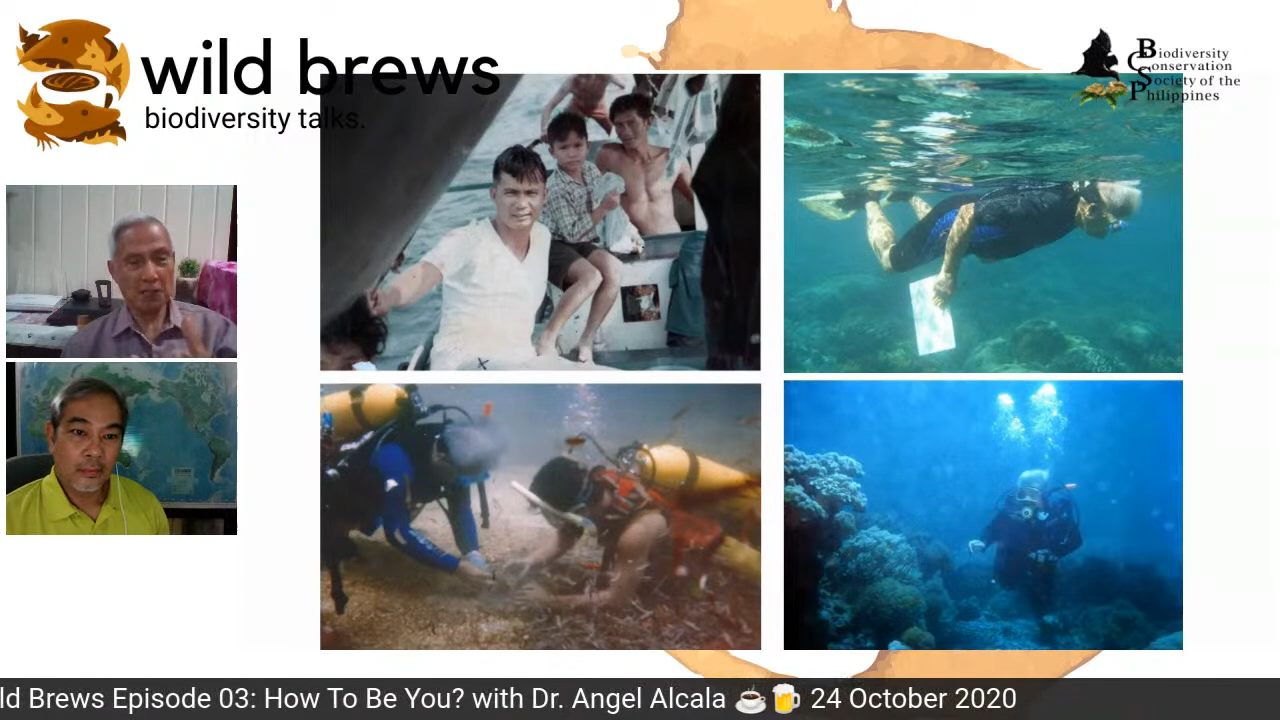 wild brews
biodiversity talks.
Biodiversity
Conservation
Society of the
Philippines
x
ld Brews Episode 03: How To Be You? with Dr. Angel Alcala ☕🍺 24 October 2020